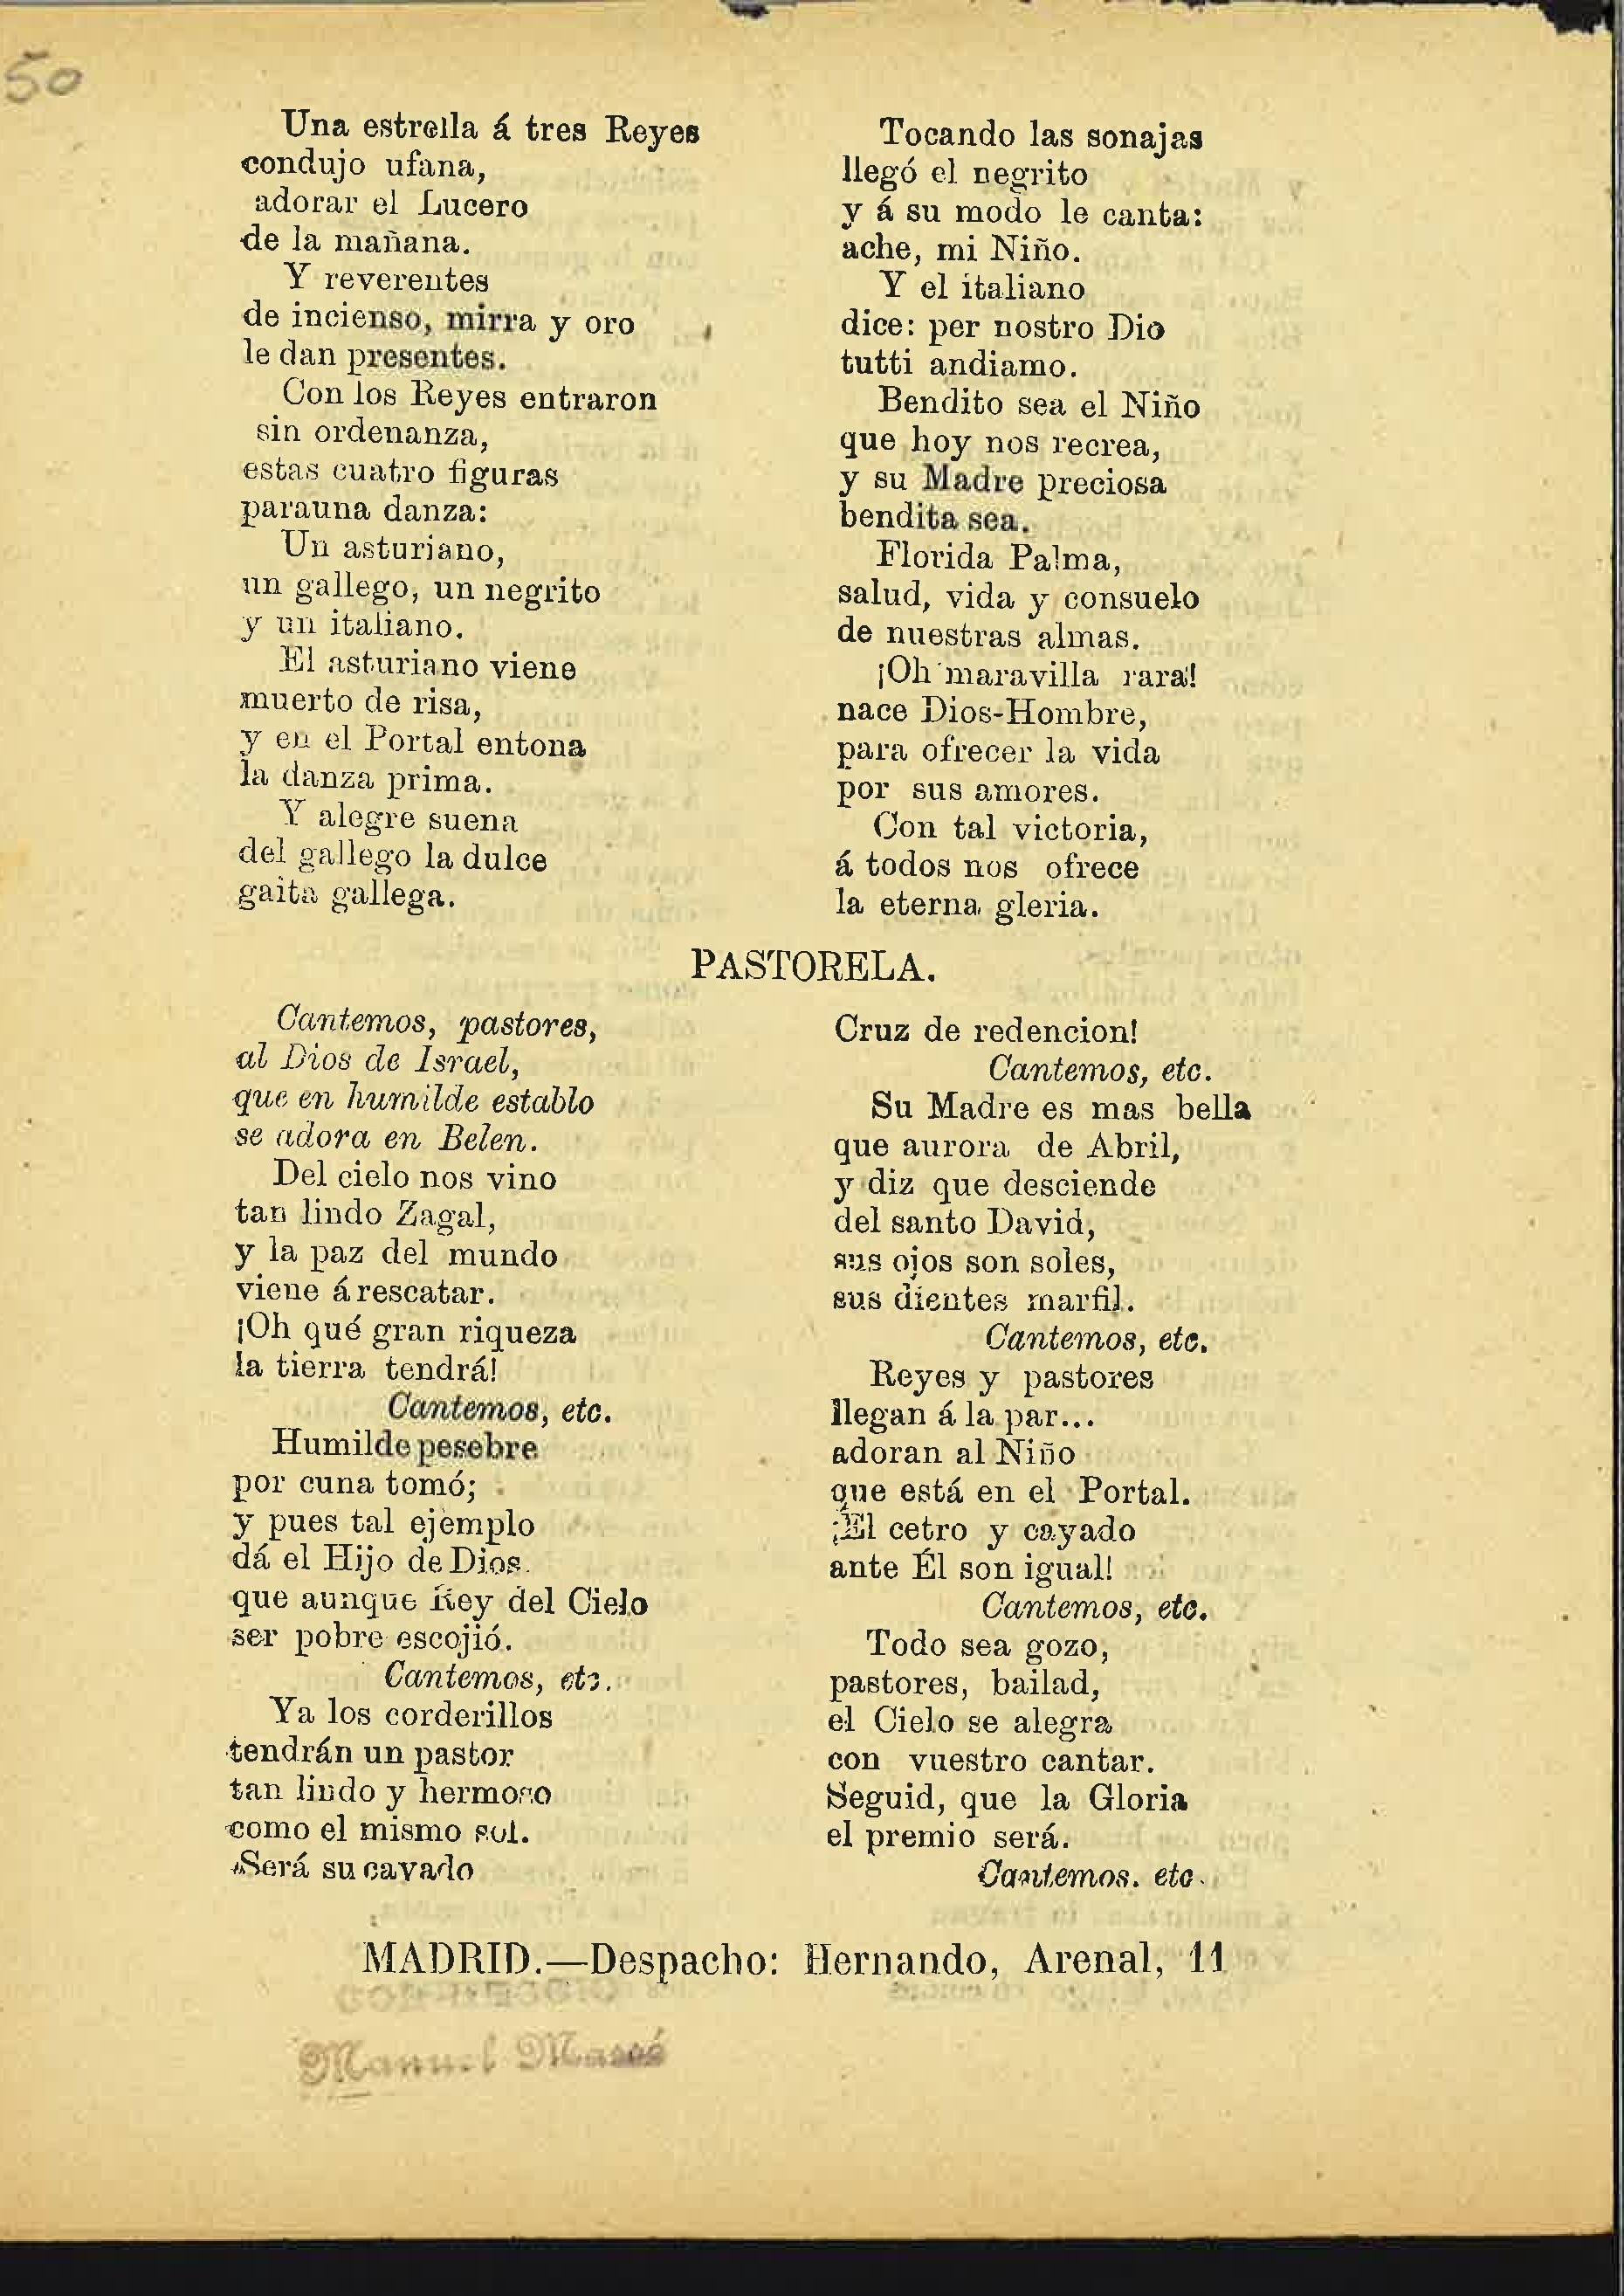 50
Una estrella á tres Reyes
condujo ufana,
adorar el Lucero
de la mañana.
Y reverentes
de incienso, mirra y oro
le dan presentes.
Con los Reyes entraron
sin ordenanza,
estas cuatro figuras
parauna danza:
Un asturiano,
un gallego, un negrito
y un italiano.
El asturiano viene
muerto de risa,
y en el Portal entona
la danza prima.
Y alegre suena
del gallego la dulce
gaita gallega.
Tocando las sonajas
llegó el negrito
y á su modo le canta:
ache, mi Niño.
Y el italiano
dice: per nostro Dio
tutti andiamo.
Bendito sea el Niño
que hoy nos recrea,
y su Madre preciosa
bendita sea.
Florida Palma,
salud, vida y consuelo
de nuestras almas.
¡Oh maravilla rara!
nace Dios-Hombre,
para ofrecer la vida
por sus amores.
Con tal victoria,
á todos nos ofrece
la eterna gleria.
PASTORELA.
Cantemos, pastores,
al Dios de Israel,
que en humilde establo
se adora en Belen.
Del cielo nos vino
tan lindo Zagal,
y la paz del mundo
viene á rescatar.
¡Oh qué gran riqueza
la tierra tendrá!
Cantemos, etc.
Humilde pesebre
por cuna tomó;
y pues tal ejemplo
dá el Hijo de Dios.
que aunque Rey del Cielo
ser pobre escojió.
Cantemos, etc.
Ya los corderillos
tendrán un pastor
tan lindo y hermoso
como el mismo sol.
¡Será su cayado
Cruz de redencion!
Cantemos, etc.
Su Madre es mas bella
que aurora de Abril,
y diz que desciende
del santo David,
sus ojos son soles,
sus dientes marfil.
Cantemos, etc.
Reyes y pastores
llegan á la par...
adoran al Niño
que está en el Portal.
¡El cetro y cayado
ante Él son igual!
Cantemos, etc.
Todo sea gozo,
pastores, bailad,
el Cielo se alegra
con vuestro cantar.
Seguid, que la Gloria
el premio será.
Cantemos. etc.
MADRID.—Despacho: Hernando, Arenal, 11
Manuel